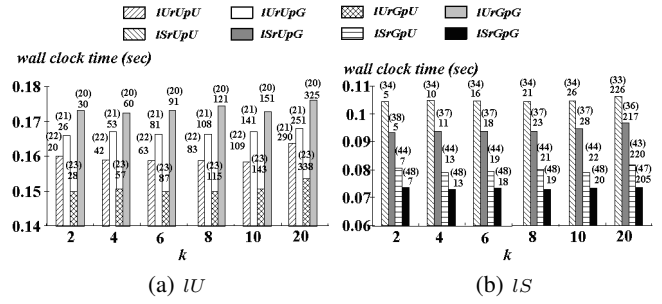 lUrUpU lUrUpG lUrGpU lUrGpG
lSrUpU lSrUpG lSrGpU lSrGpG
wall clock time (sec)
0.18
0.17
0.16
0.15
0.14
(22) 20 (21) 26 (23) 28 (20) 30
(22) 42 (21) 53 (23) 57 (20) 60
(22) 63 (21) 81 (23) 87 (20) 91
(22) 83 (21) 108 (23) 115 (20) 121
(22) 109 (21) 141 (23) 143 (20) 151
(21) 290 (21) 251 (23) 338 (20) 325
2 4 6 8 10 20
k
(a) lU
wall clock time (sec)
0.11
0.1
0.09
0.08
0.07
0.06
(34) 5 (38) 5 (44) 7 (48) 7
(34) 10 (37) 11 (44) 13 (48) 13
(34) 16 (37) 18 (44) 19 (48) 18
(34) 21 (37) 23 (44) 21 (48) 19
(34) 26 (37) 28 (44) 22 (48) 20
(33) 226 (36) 217 (43) 220 (47) 205
2 4 6 8 10 20
k
(b) lS